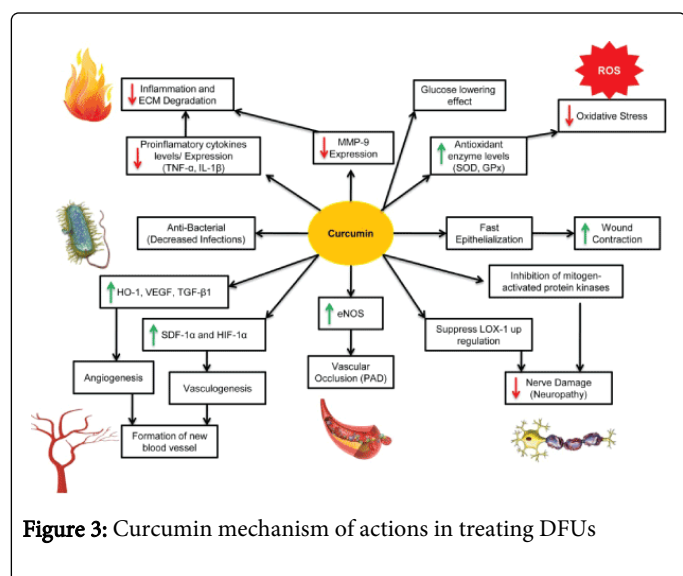 Inflammation and
ECM Degradation
Glucose lowering
effect
ROS
Oxidative Stress
Proinflamatory cytokines
levels/ Expression
(TNF-α, IL-1β)
MMP-9
Expression
Antioxidant
enzyme levels
(SOD, GPx)
Anti-Bacterial
(Decreased Infections)
Curcumin
Fast
Epithelialization
Wound
Contraction
HO-1, VEGF, TGF-β1
eNOS
Inhibition of mitogen-
activated protein kinases
SDF-1α and HIF-1α
Suppress LOX-1 up
regulation
Angiogenesis
Vasculogenesis
Vascular
Occlusion (PAD)
Nerve Damage
(Neuropathy)
Formation of new
blood vessel
Figure 3: Curcumin mechanism of actions in treating DFUs